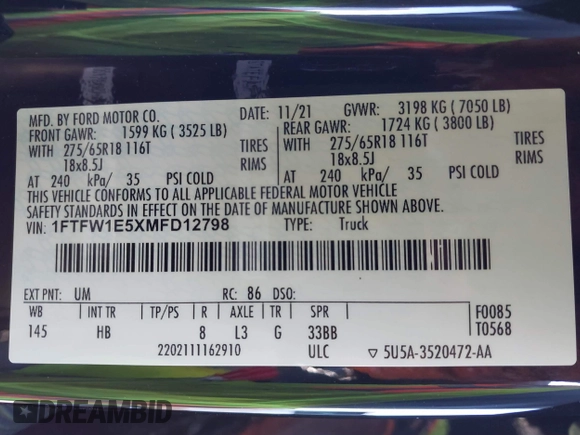 MFD. BY FORD MOTOR CO.
DATE: 11/21 GVWR: 3198 KG ( 7050 LB)
FRONT GAWR: 1599 KG ( 3525 LB)
REAR GAWR: 1724 KG ( 3800 LB)
WITH 275/65R18 116T TIRES
WITH 275/65R18 116T TIRES
18x8.5J RIMS
18x8.5J RIMS
AT 240 kPa/ 35 PSI COLD
AT 240 kPa/ 35 PSI COLD
THIS VEHICLE CONFORMS TO ALL APPLICABLE FEDERAL MOTOR VEHICLE
SAFETY STANDARDS IN EFFECT ON THE DATE OF MANUFACTURE SHOWN ABOVE.
VIN: 1FTFW1E5XMFD12798 TYPE: Truck
EXT PNT: UM RC: 86 DSO:
WB INT TR TP/PS R AXLE TR SPR F0085
145 HB 8 L3 G 33BB T0568
2202111162910 ULC 5U5A-3520472-AA
DREAMBID